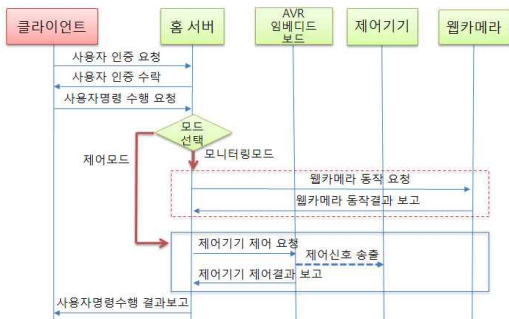 클라이언트
홈 서버
AVR
임베디드
보드
제어기기
웹카메라
사용자 인증 요청
사용자 인증 수락
사용자명령 수행 요청
모드
선택
제어모드
모니터링모드
웹카메라 동작 요청
웹카메라 동작결과 보고
제어기기 제어 요청
제어신호 송출
제어기기 제어결과 보고
사용자명령수행 결과보고